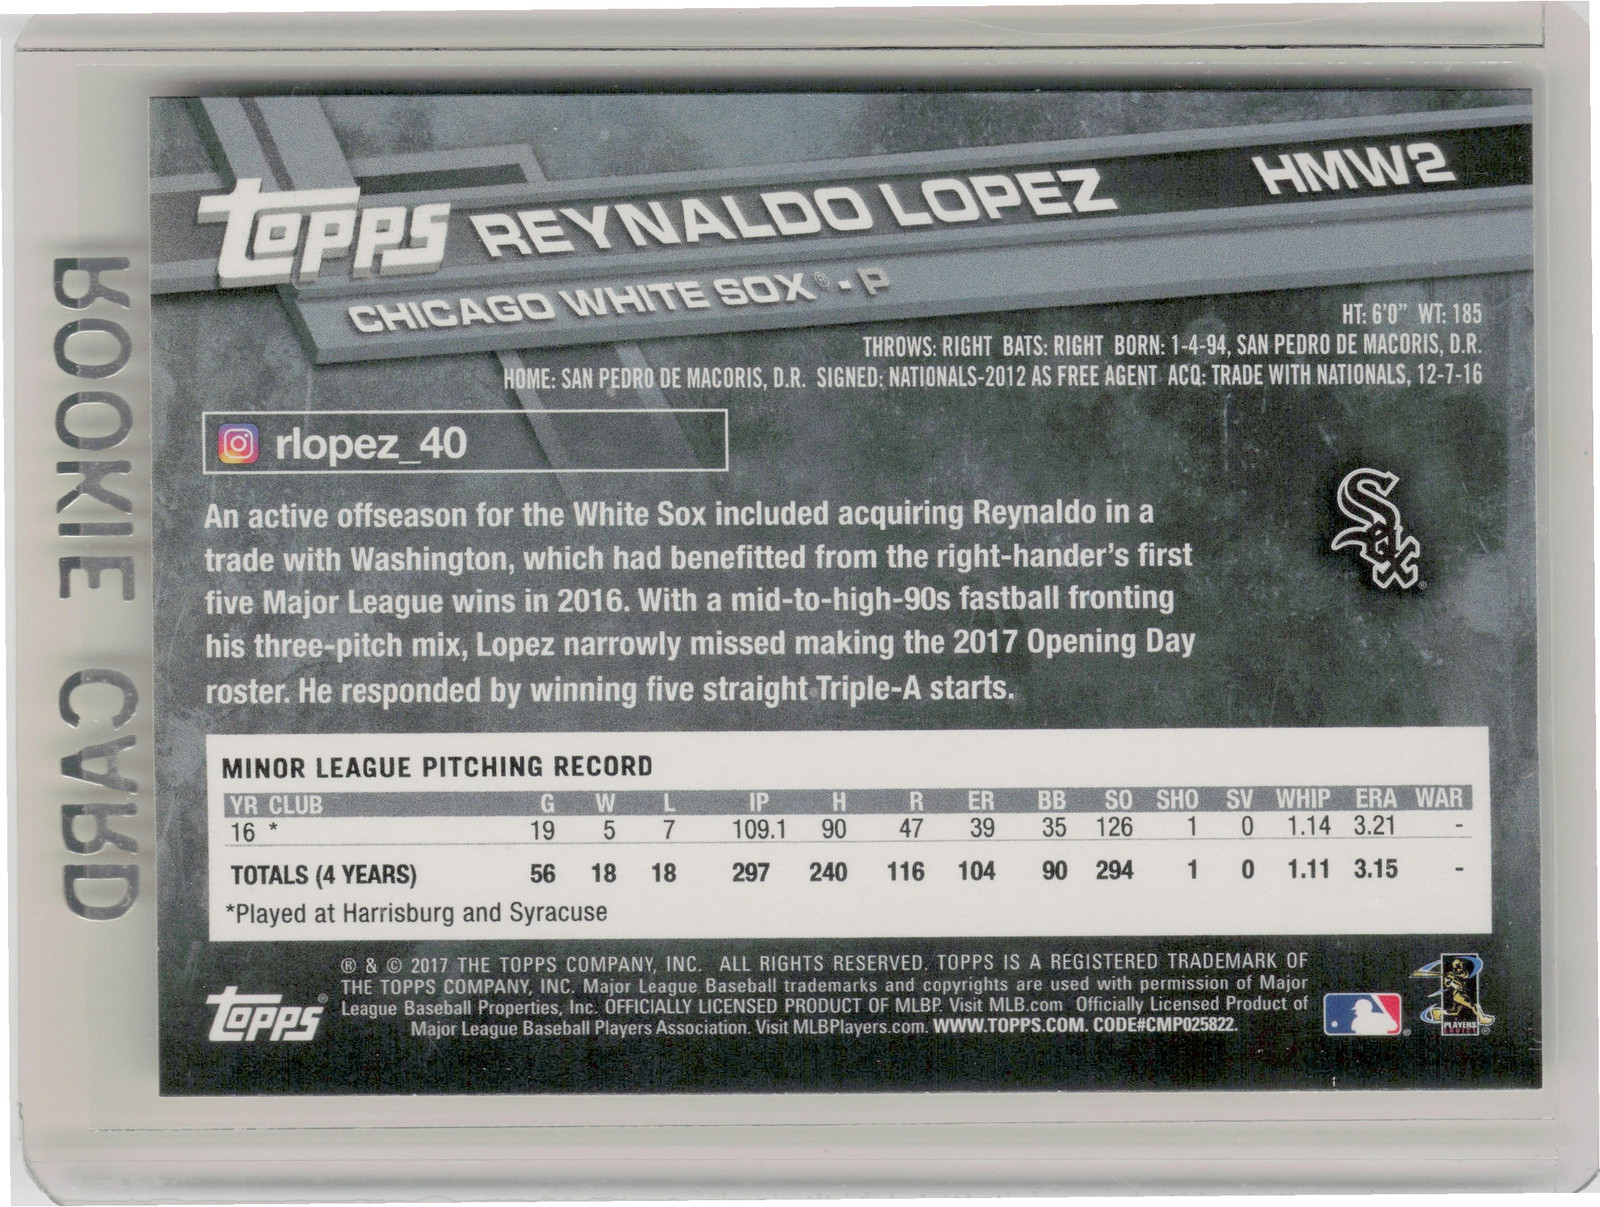 ROOKIE CARD
topps REYNALDO LOPEZ HMW2
CHICAGO WHITE SOX® - P
HT: 6'0" WT: 185
THROWS: RIGHT BATS: RIGHT BORN: 1-4-94, SAN PEDRO DE MACORIS, D.R.
HOME: SAN PEDRO DE MACORIS, D.R. SIGNED: NATIONALS-2012 AS FREE AGENT ACQ: TRADE WITH NATIONALS, 12-7-16
rlopez_40
An active offseason for the White Sox included acquiring Reynaldo in a
trade with Washington, which had benefitted from the right-hander's first
five Major League wins in 2016. With a mid-to-high-90s fastball fronting
his three-pitch mix, Lopez narrowly missed making the 2017 Opening Day
roster. He responded by winning five straight Triple-A starts.
Sox
MINOR LEAGUE PITCHING RECORD
YR CLUB G W L IP H R ER BB SO SHO SV WHIP ERA WAR
16 * 19 5 7 109.1 90 47 39 35 126 1 0 1.14 3.21 -
TOTALS (4 YEARS) 56 18 18 297 240 116 104 90 294 1 0 1.11 3.15 -
*Played at Harrisburg and Syracuse
® & © 2017 THE TOPPS COMPANY, INC. ALL RIGHTS RESERVED. TOPPS IS A REGISTERED TRADEMARK OF
THE TOPPS COMPANY, INC. Major League Baseball trademarks and copyrights are used with permission of Major
League Baseball Properties, Inc. OFFICIALLY LICENSED PRODUCT OF MLBP. Visit MLB.com Officially Licensed Product of
Major League Baseball Players Association. Visit MLBPlayers.com. WWW.TOPPS.COM. CODE#CMP025822.
topps®
PLAYERS